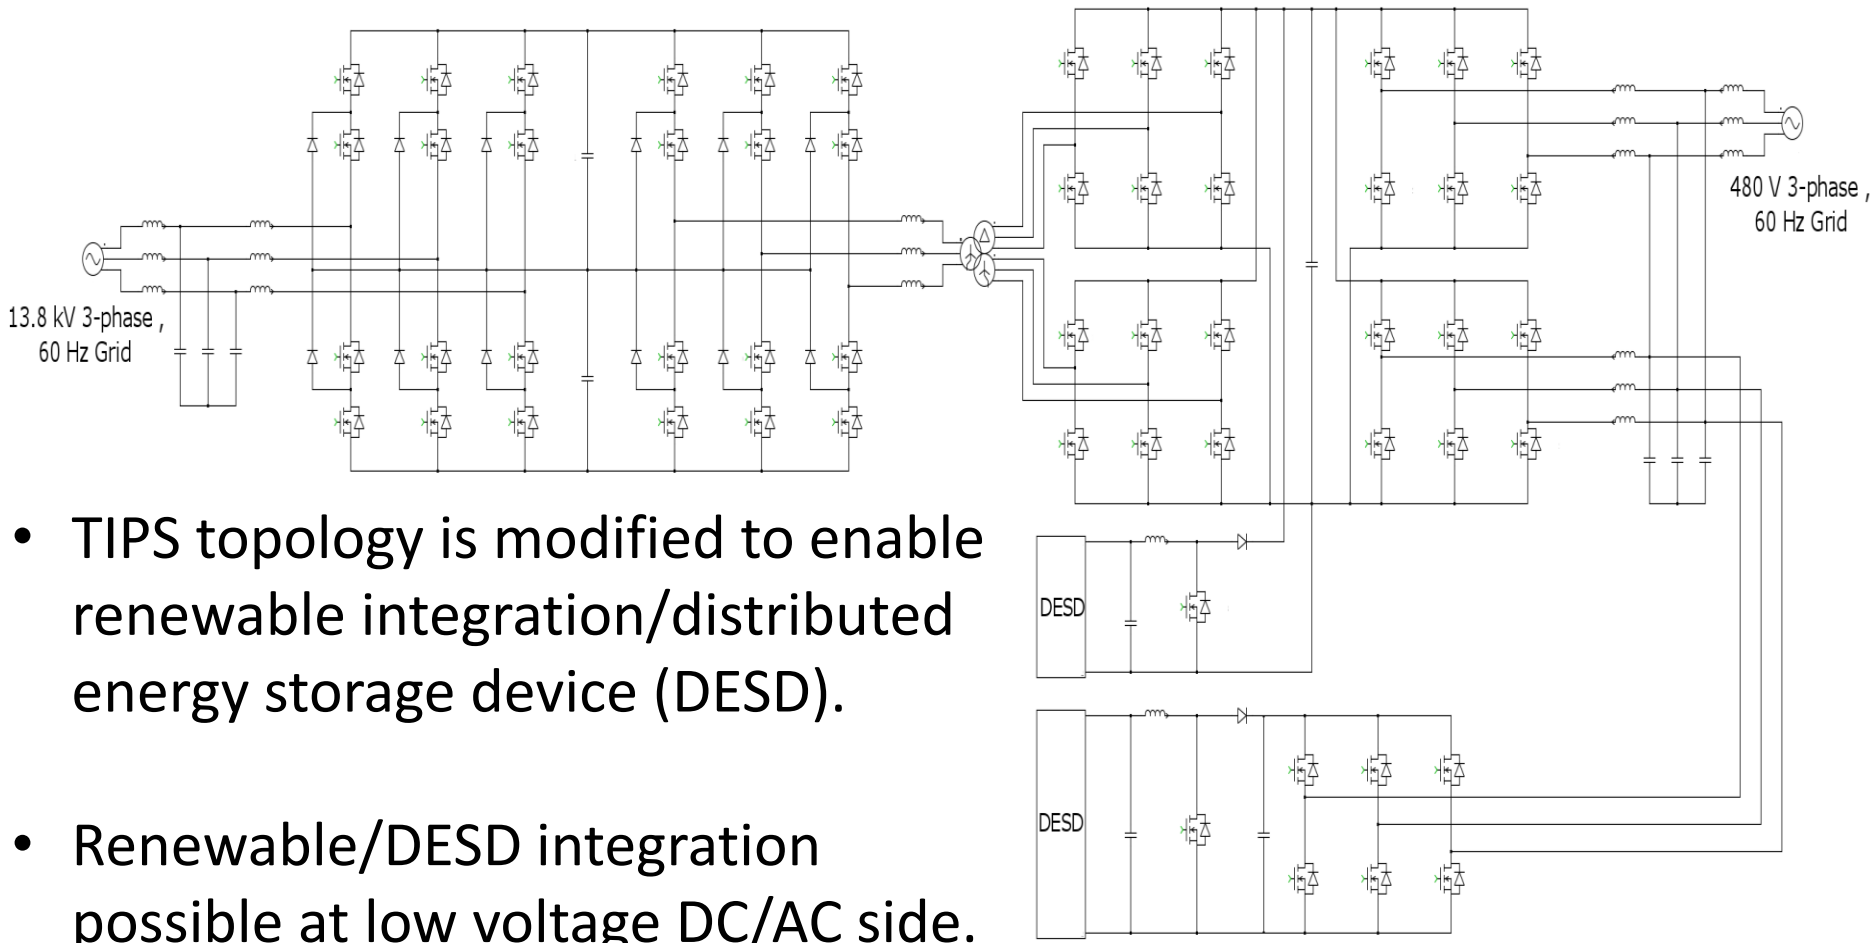 13.8 kV 3-phase ,
60 Hz Grid
480 V 3-phase ,
60 Hz Grid
• TIPS topology is modified to enable
renewable integration/distributed
energy storage device (DESD).
• Renewable/DESD integration
possible at low voltage DC/AC side.
DESD
DESD